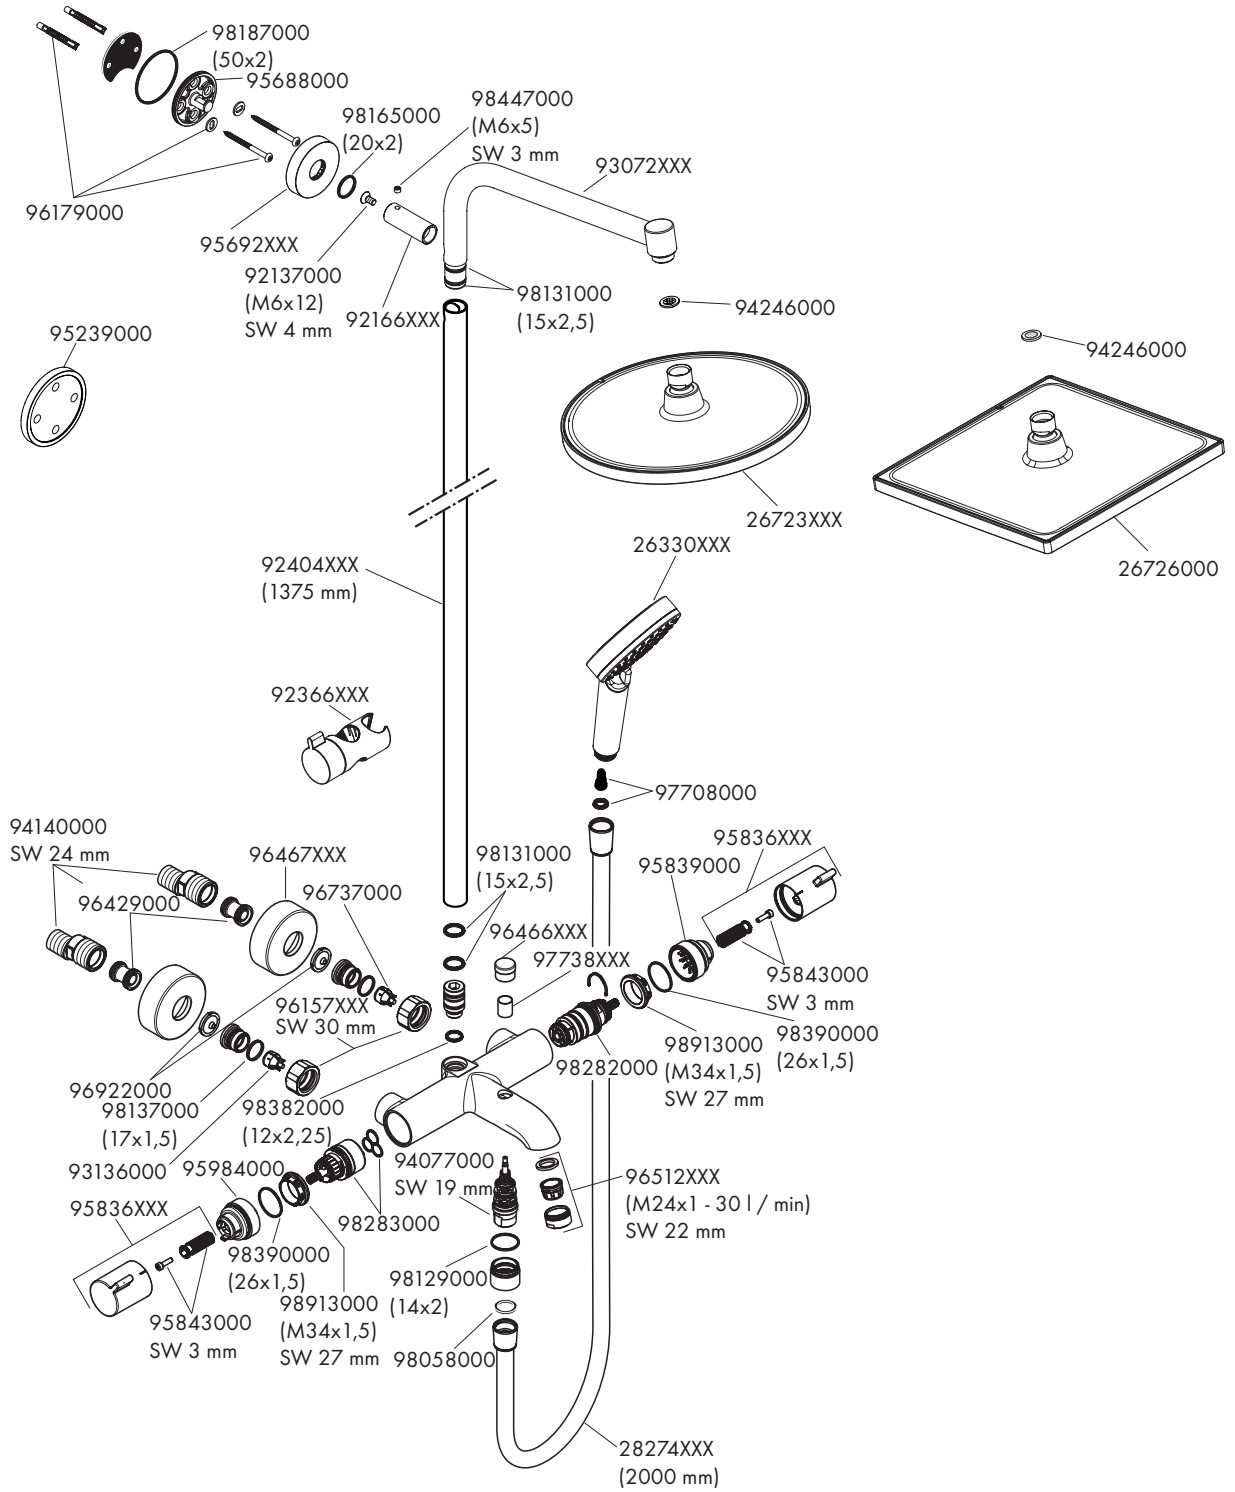 98187000
(50x2)
95688000
98165000
(20x2)
98447000
(M6x5)
SW 3 mm
93072XXX
96179000
95692XXX
92137000
(M6x12)
SW 4 mm
92166XXX
98131000
(15x2,5)
94246000
94246000
95239000
26723XXX
26726000
92404XXX
(1375 mm)
26330XXX
92366XXX
97708000
94140000
SW 24 mm
96467XXX
96429000
96737000
98131000
(15x2,5)
95836XXX
95839000
96466XXX
97738XXX
95843000
SW 3 mm
96157XXX
SW 30 mm
98390000
(26x1,5)
98913000
(M34x1,5)
SW 27 mm
98282000
96922000
98137000
(17x1,5)
98382000
(12x2,25)
93136000
95984000
94077000
SW 19 mm
96512XXX
(M24x1 - 30 l / min)
SW 22 mm
95836XXX
98283000
98390000
(26x1,5)
98129000
(14x2)
98913000
(M34x1,5)
SW 27 mm
95843000
SW 3 mm
98058000
28274XXX
(2000 mm)